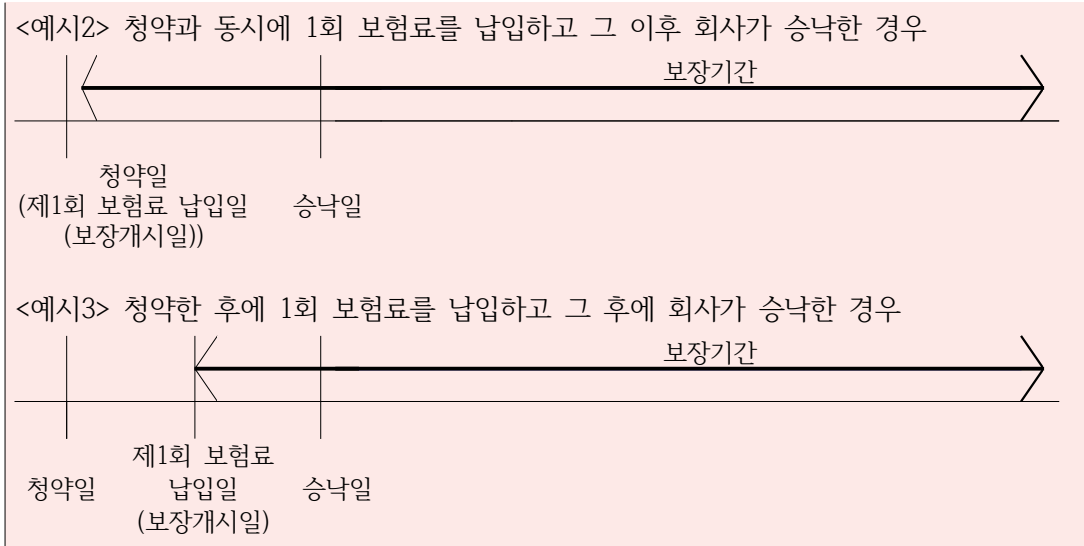 <예시2> 청약과 동시에 1회 보험료를 납입하고 그 이후 회사가 승낙한 경우
보장기간
청약일
(제1회 보험료 납입일 승낙일
(보장개시일))
<예시3> 청약한 후에 1회 보험료를 납입하고 그 후에 회사가 승낙한 경우
보장기간
제1회 보험료
청약일 납입일 승낙일
(보장개시일)